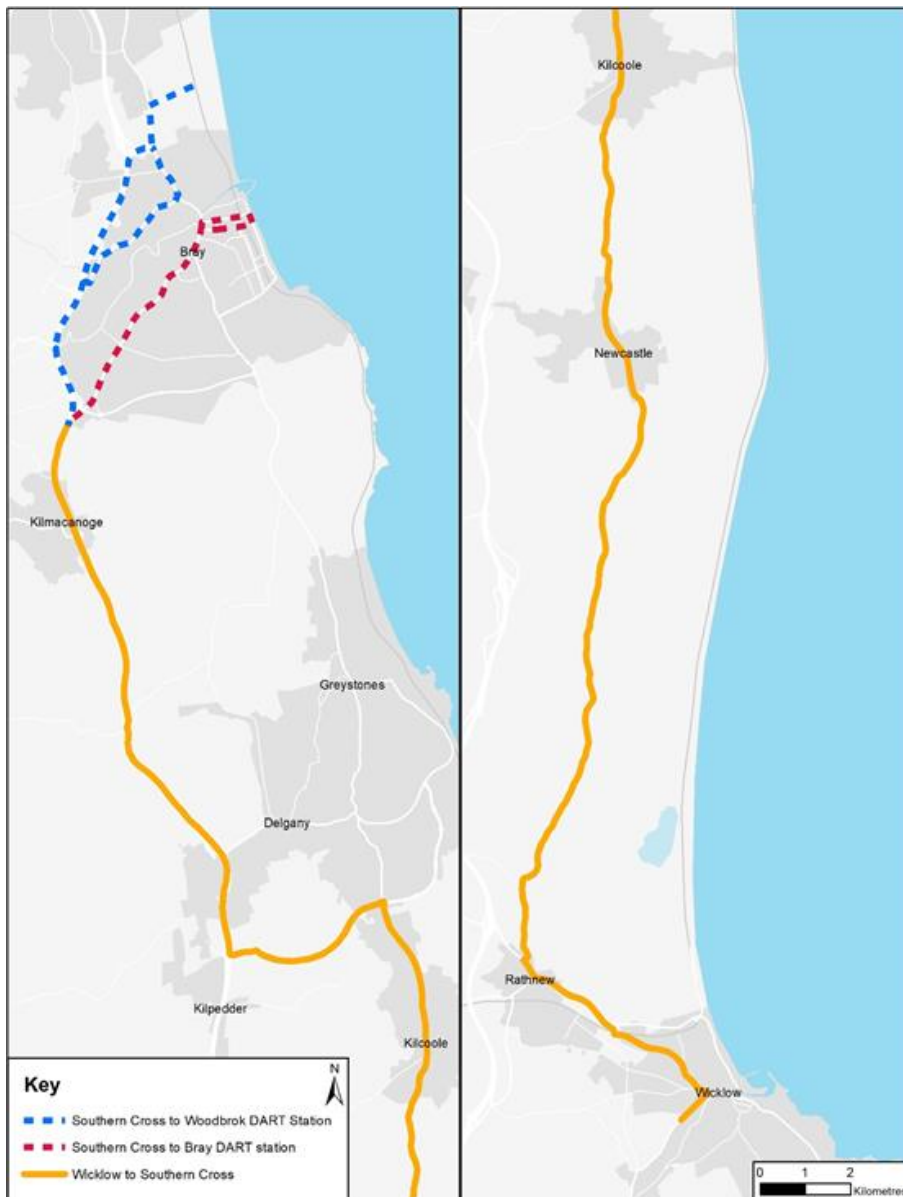 Bray
Kilmacanoge
Greystones
Delgany
Kilpedder
Kilcoole
Key
N
Southern Cross to Woodbrok DART Station
Southern Cross to Bray DART station
Wicklow to Southern Cross
Kilcoole
Newcastle
Rathnew
Wicklow
0 1 2
Kilometres